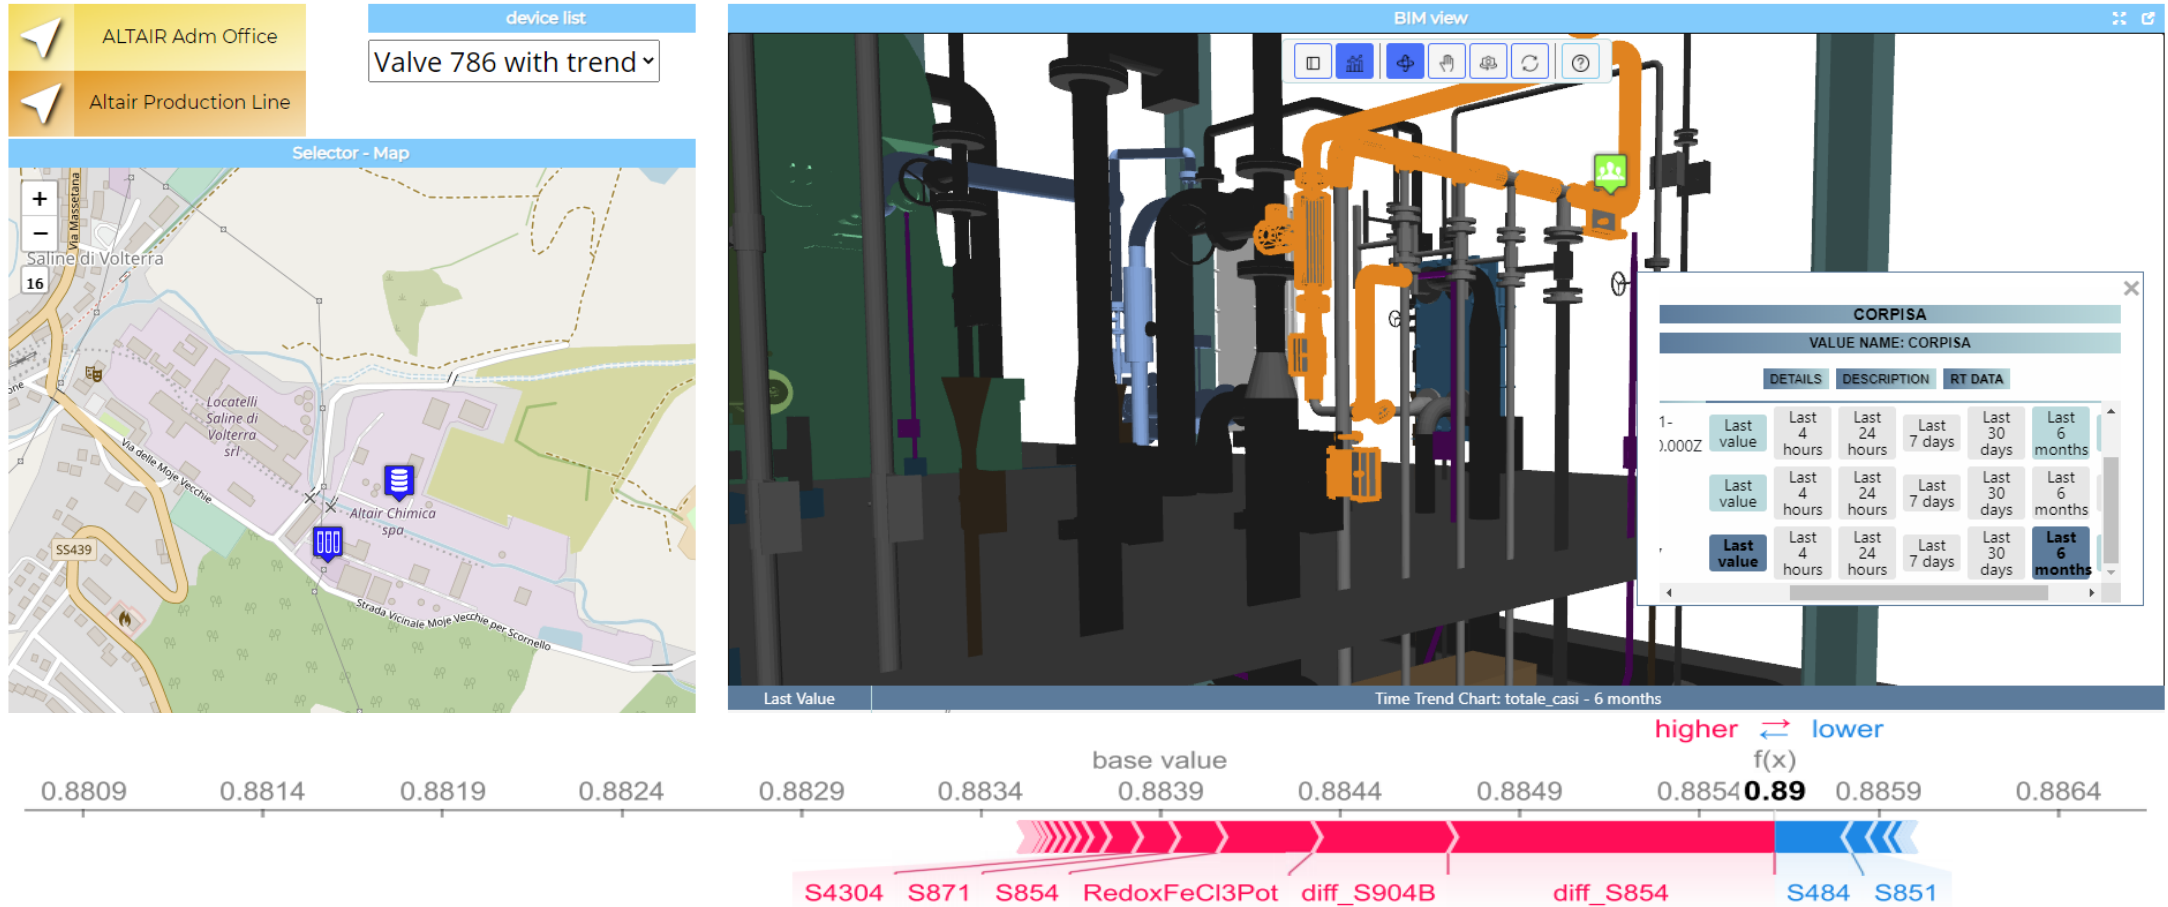 ALTAIR Adm Office
Altair Production Line
device list
Valve 786 with trend
Selector - Map
+
−
16
Via Massetana
Saline di Volterra
one
Locatelli
Saline di
Volterra
srl
Via delle Moje Vecchie
Altair Chimica
spa
SS439
Strada Vicinale Moje Vecchie per Scornello
BIM view
CORPISA
VALUE NAME: CORPISA
DETAILS DESCRIPTION RT DATA
1-
0.000Z
Last value Last 4 hours Last 24 hours Last 7 days Last 30 days Last 6 months
Last value Last 4 hours Last 24 hours Last 7 days Last 30 days Last 6 months
Last value Last 4 hours Last 24 hours Last 7 days Last 30 days Last 6 months
Last Value Time Trend Chart: totale_casi - 6 months
higher ⇄ lower
base value f(x)
0.8809 0.8814 0.8819 0.8824 0.8829 0.8834 0.8839 0.8844 0.8849 0.8854 0.89 0.8859 0.8864
S4304 S871 S854 RedoxFeCl3Pot diff_S904B diff_S854 S484 S851